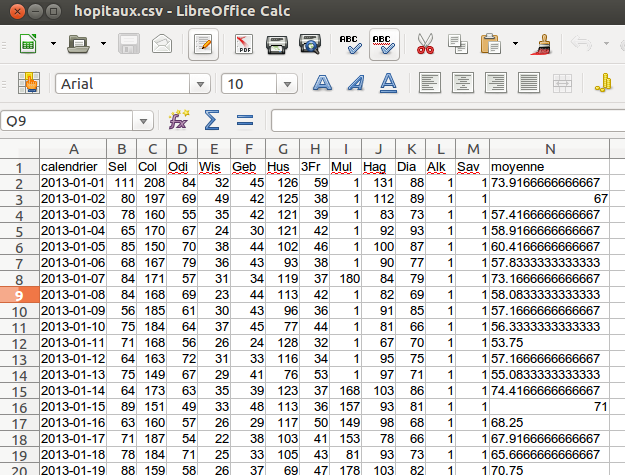 hopitaux.csv - LibreOffice Calc
PDF ABC ABC
Arial 10 A A A
Q9
A B C D E F G H I J K L M N
1 calendrier Sel Col Odi Wis Geb Hus 3Fr Mul Hag Dia Alk Sav moyenne
2 2013-01-01 111 208 84 32 45 126 59 1 131 88 1 1 73.9166666666667
3 2013-01-02 80 197 69 49 42 125 38 1 112 89 1 1 67
4 2013-01-03 78 160 55 35 42 121 39 1 83 73 1 1 57.4166666666667
5 2013-01-04 65 170 67 24 30 121 42 1 92 93 1 1 58.9166666666667
6 2013-01-05 85 150 70 38 44 102 46 1 100 87 1 1 60.4166666666667
7 2013-01-06 68 167 79 36 43 93 38 1 90 77 1 1 57.8333333333333
8 2013-01-07 84 171 57 31 34 119 37 180 84 79 1 1 73.1666666666667
9 2013-01-08 84 168 69 23 44 113 42 1 82 69 1 1 58.0833333333333
10 2013-01-09 56 185 61 30 43 96 36 1 91 85 1 1 57.1666666666667
11 2013-01-10 75 184 64 37 45 77 44 1 81 66 1 1 56.3333333333333
12 2013-01-11 71 168 56 26 24 128 32 1 67 70 1 1 53.75
13 2013-01-12 64 163 72 31 33 116 34 1 95 75 1 1 57.1666666666667
14 2013-01-13 75 149 67 29 41 76 53 1 97 71 1 1 55.0833333333333
15 2013-01-14 64 173 63 35 39 123 37 168 103 86 1 1 74.4166666666667
16 2013-01-15 89 151 49 33 48 113 36 157 93 81 1 1 71
17 2013-01-16 63 160 57 26 29 117 50 149 98 68 1 1 68.25
18 2013-01-17 71 187 54 22 38 103 41 153 78 66 1 1 67.9166666666667
19 2013-01-18 78 184 71 25 33 105 43 81 93 73 1 1 65.6666666666667
20 2013-01-19 88 159 58 26 37 69 47 178 103 82 1 1 70.75